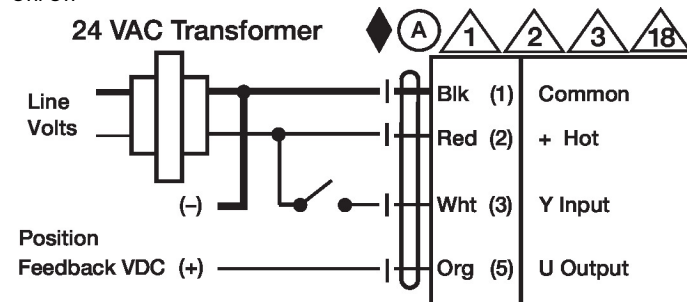 24 VAC Transformer
A 1 2 3 18
Line
Volts
Blk (1) Common
Red (2) + Hot
(–) Wht (3) Y Input
Position
Feedback VDC (+) Org (5) U Output